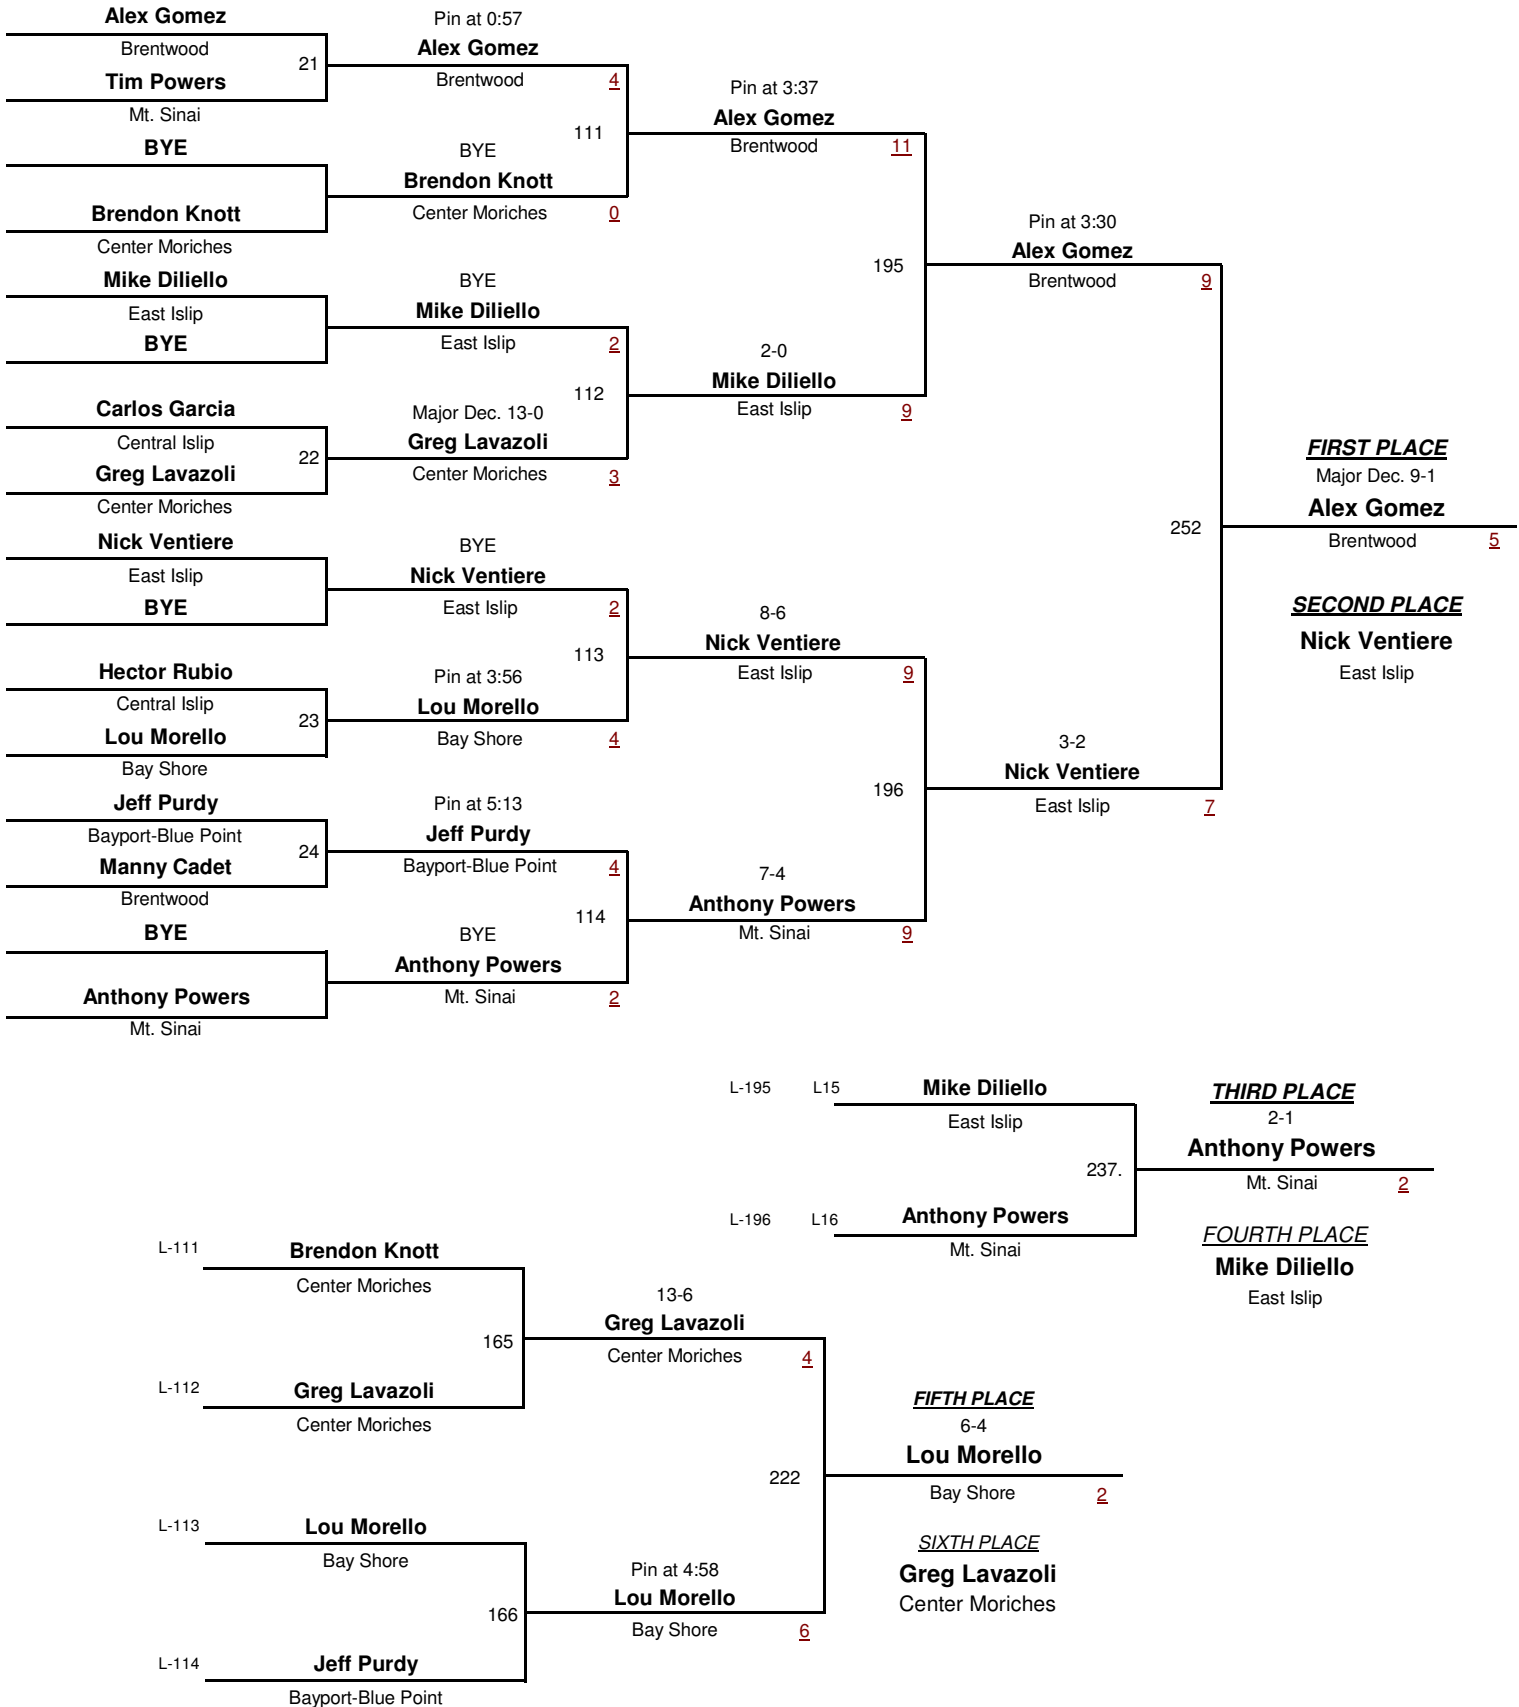 Alex Gomez
Brentwood
21
Tim Powers
Mt. Sinai
BYE
Brendon Knott
Center Moriches
Mike Diliello
East Islip
BYE
Carlos Garcia
Central Islip
22
Greg Lavazoli
Center Moriches
Nick Ventiere
East Islip
BYE
Hector Rubio
Central Islip
23
Lou Morello
Bay Shore
Jeff Purdy
Bayport-Blue Point
24
Manny Cadet
Brentwood
BYE
Anthony Powers
Mt. Sinai
Pin at 0:57
Alex Gomez
Brentwood 4
111
BYE
Brendon Knott
Center Moriches 0
BYE
Mike Diliello
East Islip 2
112
Major Dec. 13-0
Greg Lavazoli
Center Moriches 3
BYE
Nick Ventiere
East Islip 2
113
Pin at 3:56
Lou Morello
Bay Shore 4
Pin at 5:13
Jeff Purdy
Bayport-Blue Point 4
114
BYE
Anthony Powers
Mt. Sinai 2
Pin at 3:37
Alex Gomez
Brentwood 11
195
2-0
Mike Diliello
East Islip 9
8-6
Nick Ventiere
East Islip 9
196
7-4
Anthony Powers
Mt. Sinai 9
Pin at 3:30
Alex Gomez
Brentwood 9
252
3-2
Nick Ventiere
East Islip 7
FIRST PLACE
Major Dec. 9-1
Alex Gomez
Brentwood 5
SECOND PLACE
Nick Ventiere
East Islip
L-195 L15 Mike Diliello
East Islip
237.
L-196 L16 Anthony Powers
Mt. Sinai
THIRD PLACE
2-1
Anthony Powers
Mt. Sinai 2
FOURTH PLACE
Mike Diliello
East Islip
L-111 Brendon Knott
Center Moriches
165
L-112 Greg Lavazoli
Center Moriches
L-113 Lou Morello
Bay Shore
166
L-114 Jeff Purdy
Bayport-Blue Point
13-6
Greg Lavazoli
Center Moriches 4
222
Pin at 4:58
Lou Morello
Bay Shore 6
FIFTH PLACE
6-4
Lou Morello
Bay Shore 2
SIXTH PLACE
Greg Lavazoli
Center Moriches